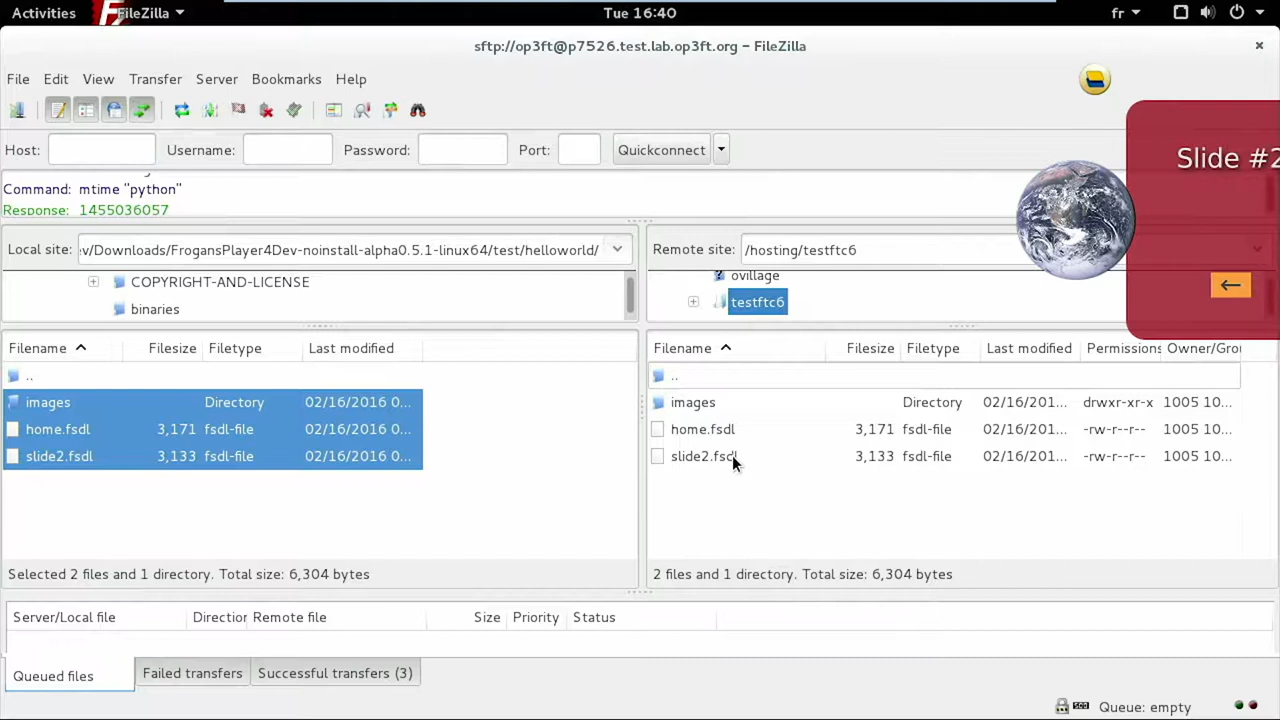 Activities FileZilla Tue 16:40 fr
sftp://op3ft@p7526.test.lab.op3ft.org – FileZilla
File Edit View Transfer Server Bookmarks Help
Host: Username: Password: Port: Quickconnect
Slide #2
Command: mtime "python"
Response: 1455036057
Local site: v/Downloads/FrogansPlayer4Dev-noinstall-alpha0.5.1-linux64/test/helloworld/
Remote site: /hosting/testftc6
COPYRIGHT-AND-LICENSE
binaries
ovillage
testftc6
←
Filename Filesize Filetype Last modified
..
images Directory 02/16/2016 0...
home.fsdl 3,171 fsdl-file 02/16/2016 0...
slide2.fsdl 3,133 fsdl-file 02/16/2016 0...
Selected 2 files and 1 directory. Total size: 6,304 bytes
Filename Filesize Filetype Last modified Permissions Owner/Grou
..
images Directory 02/16/201... drwxr-xr-x 1005 10...
home.fsdl 3,171 fsdl-file 02/16/201... -rw-r--r-- 1005 10...
slide2.fsdl 3,133 fsdl-file 02/16/201... -rw-r--r-- 1005 10...
2 files and 1 directory. Total size: 6,304 bytes
Server/Local file Direction Remote file Size Priority Status
Queued files Failed transfers Successful transfers (3)
Queue: empty